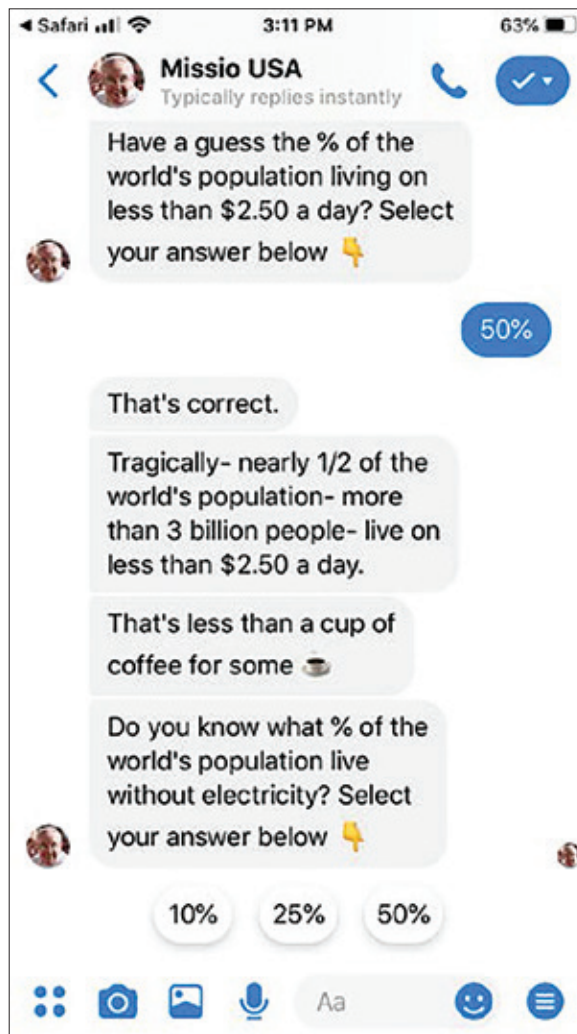 Safari 3:11 PM 63%
Missio USA
Typically replies instantly
Have a guess the % of the
world's population living on
less than $2.50 a day? Select
your answer below 👇
50%
That's correct.
Tragically- nearly 1/2 of the
world's population- more
than 3 billion people- live on
less than $2.50 a day.
That's less than a cup of
coffee for some ☕
Do you know what % of the
world's population live
without electricity? Select
your answer below 👇
10% 25% 50%
Aa